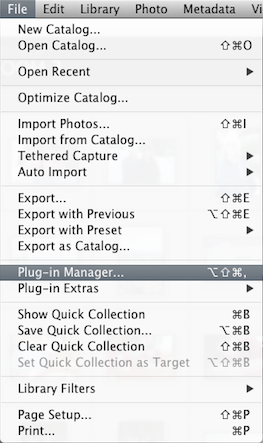 File Edit Library Photo Metadata Vi
New Catalog...
Open Catalog... ⇧⌘O
Open Recent ▶
Optimize Catalog...
Import Photos... ⇧⌘I
Import from Catalog...
Tethered Capture ▶
Auto Import ▶
Export... ⇧⌘E
Export with Previous ⌥⇧⌘E
Export with Preset ▶
Export as Catalog...
Plug-in Manager... ⌥⇧⌘,
Plug-in Extras ▶
Show Quick Collection ⌘B
Save Quick Collection... ⌥⌘B
Clear Quick Collection ⇧⌘B
Set Quick Collection as Target ⌥⇧⌘B
Library Filters ▶
Page Setup... ⇧⌘P
Print... ⌘P